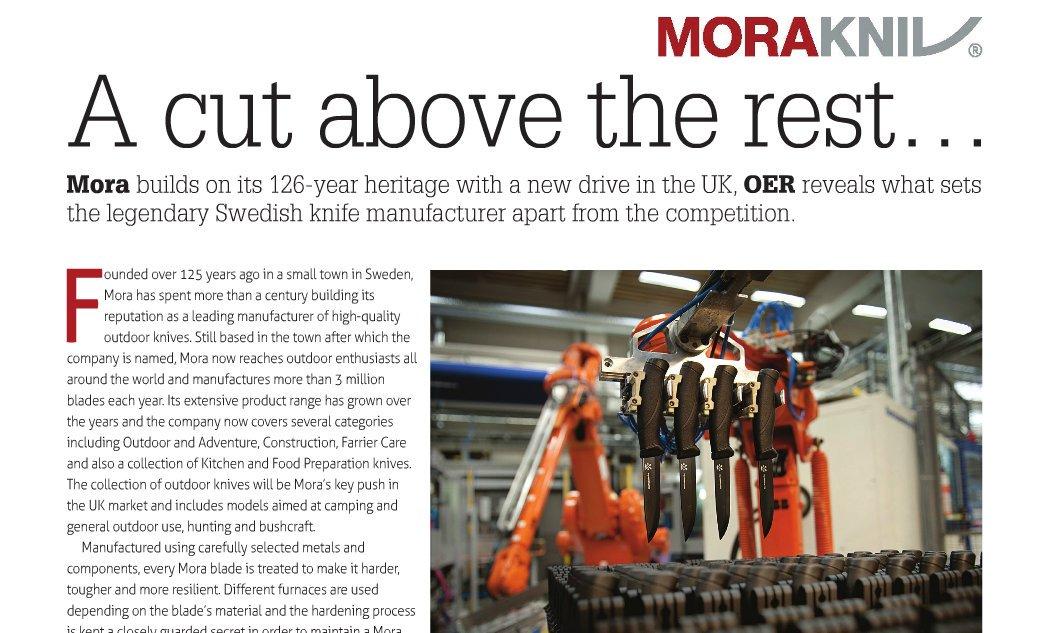 MORAKNIV®
A cut above the rest...
Mora builds on its 126-year heritage with a new drive in the UK, OER reveals what sets
the legendary Swedish knife manufacturer apart from the competition.
Founded over 125 years ago in a small town in Sweden,
Mora has spent more than a century building its
reputation as a leading manufacturer of high-quality
outdoor knives. Still based in the town after which the
company is named, Mora now reaches outdoor enthusiasts all
around the world and manufactures more than 3 million
blades each year. Its extensive product range has grown over
the years and the company now covers several categories
including Outdoor and Adventure, Construction, Farrier Care
and also a collection of Kitchen and Food Preparation knives.
The collection of outdoor knives will be Mora's key push in
the UK market and includes models aimed at camping and
general outdoor use, hunting and bushcraft.
Manufactured using carefully selected metals and
components, every Mora blade is treated to make it harder,
tougher and more resilient. Different furnaces are used
depending on the blade's material and the hardening process
is kept a closely guarded secret in order to maintain a Mora